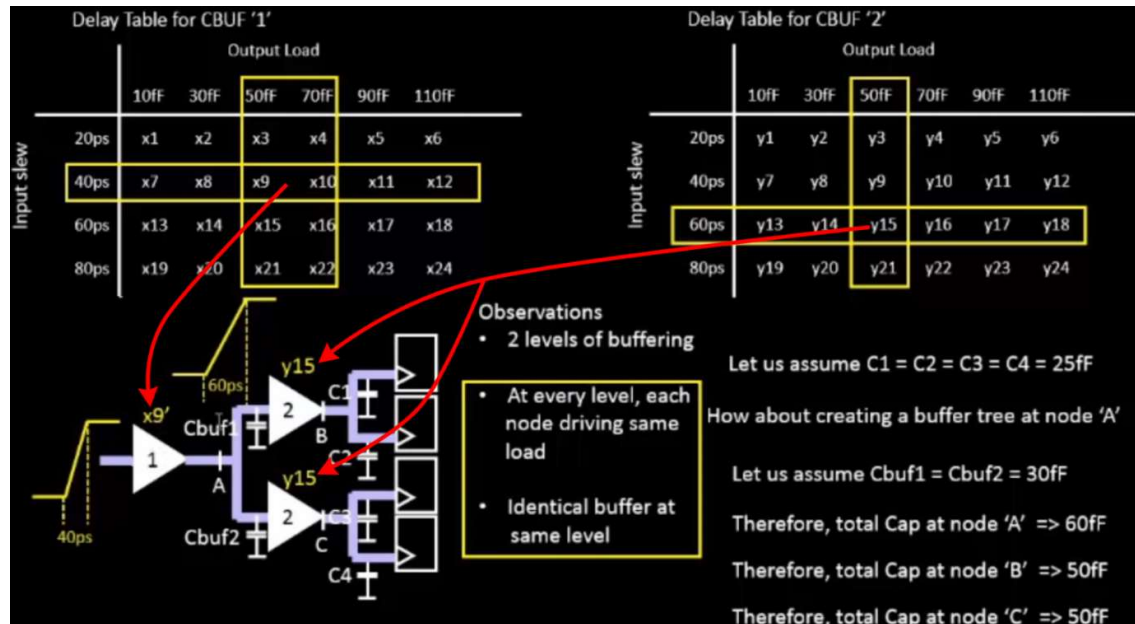 Delay Table for CBUF '1'
Output Load
10fF 30fF 50fF 70fF 90fF 110fF
Input slew
20ps x1 x2 x3 x4 x5 x6
40ps x7 x8 x9 x10 x11 x12
60ps x13 x14 x15 x16 x17 x18
80ps x19 x20 x21 x22 x23 x24
Delay Table for CBUF '2'
Output Load
10fF 30fF 50fF 70fF 90fF 110fF
Input slew
20ps y1 y2 y3 y4 y5 y6
40ps y7 y8 y9 y10 y11 y12
60ps y13 y14 y15 y16 y17 y18
80ps y19 y20 y21 y22 y23 y24
60ps
40ps
x9'
1
A
Cbuf1
Cbuf2
y15
2
B
C1
C2
y15
2
C
C3
C4
Observations
• 2 levels of buffering
• At every level, each
node driving same
load
• Identical buffer at
same level
Let us assume C1 = C2 = C3 = C4 = 25fF
How about creating a buffer tree at node 'A'
Let us assume Cbuf1 = Cbuf2 = 30fF
Therefore, total Cap at node 'A' => 60fF
Therefore, total Cap at node 'B' => 50fF
Therefore, total Cap at node 'C' => 50fF